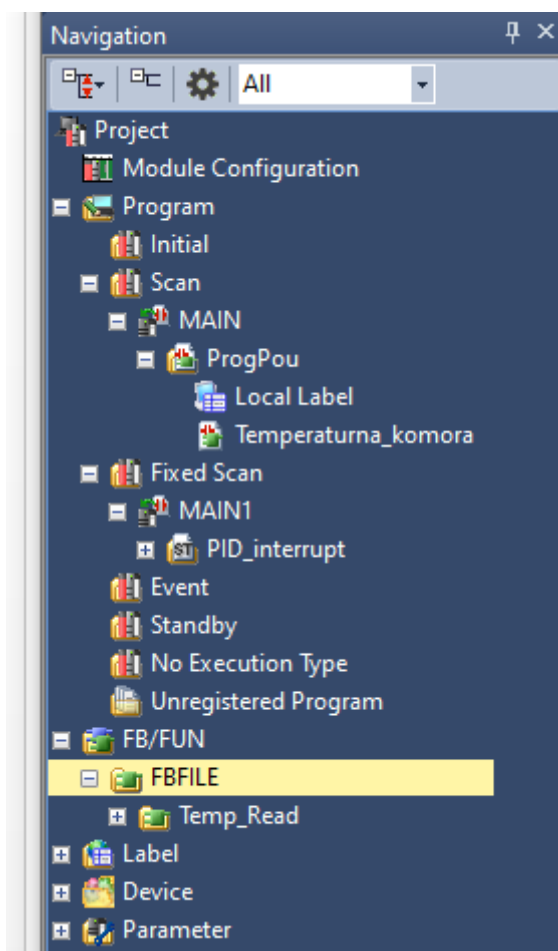 Navigation
All
Project
Module Configuration
Program
Initial
Scan
MAIN
ProgPou
Local Label
Temperaturna_komora
Fixed Scan
MAIN1
PID_interrupt
Event
Standby
No Execution Type
Unregistered Program
FB/FUN
FBFILE
Temp_Read
Label
Device
Parameter